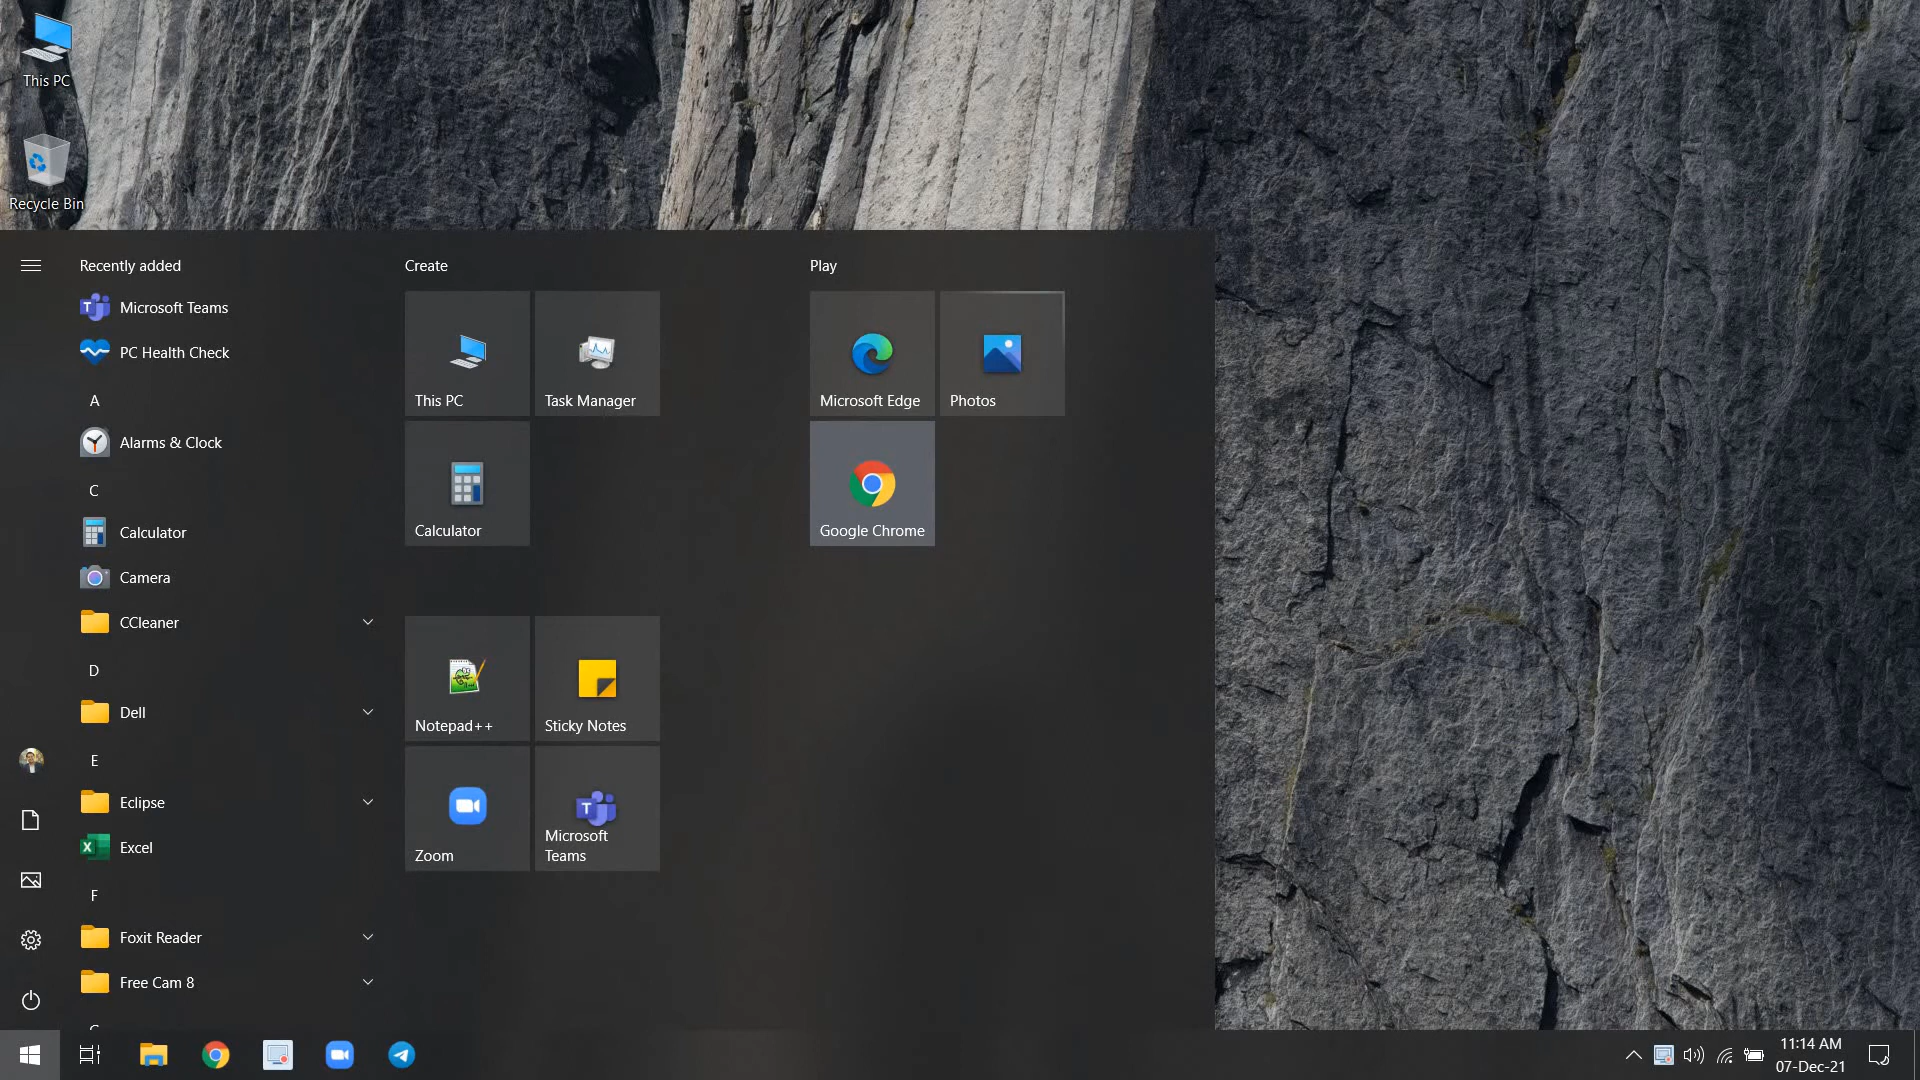 This PC
Recycle Bin
Recently added
Microsoft Teams
PC Health Check
A
Alarms & Clock
C
Calculator
Camera
CCleaner
D
Dell
E
Eclipse
Excel
F
Foxit Reader
Free Cam 8
Create
This PC
Task Manager
Calculator
Notepad++
Sticky Notes
Zoom
Microsoft
Teams
Play
Microsoft Edge
Photos
Google Chrome
11:14 AM
07-Dec-21